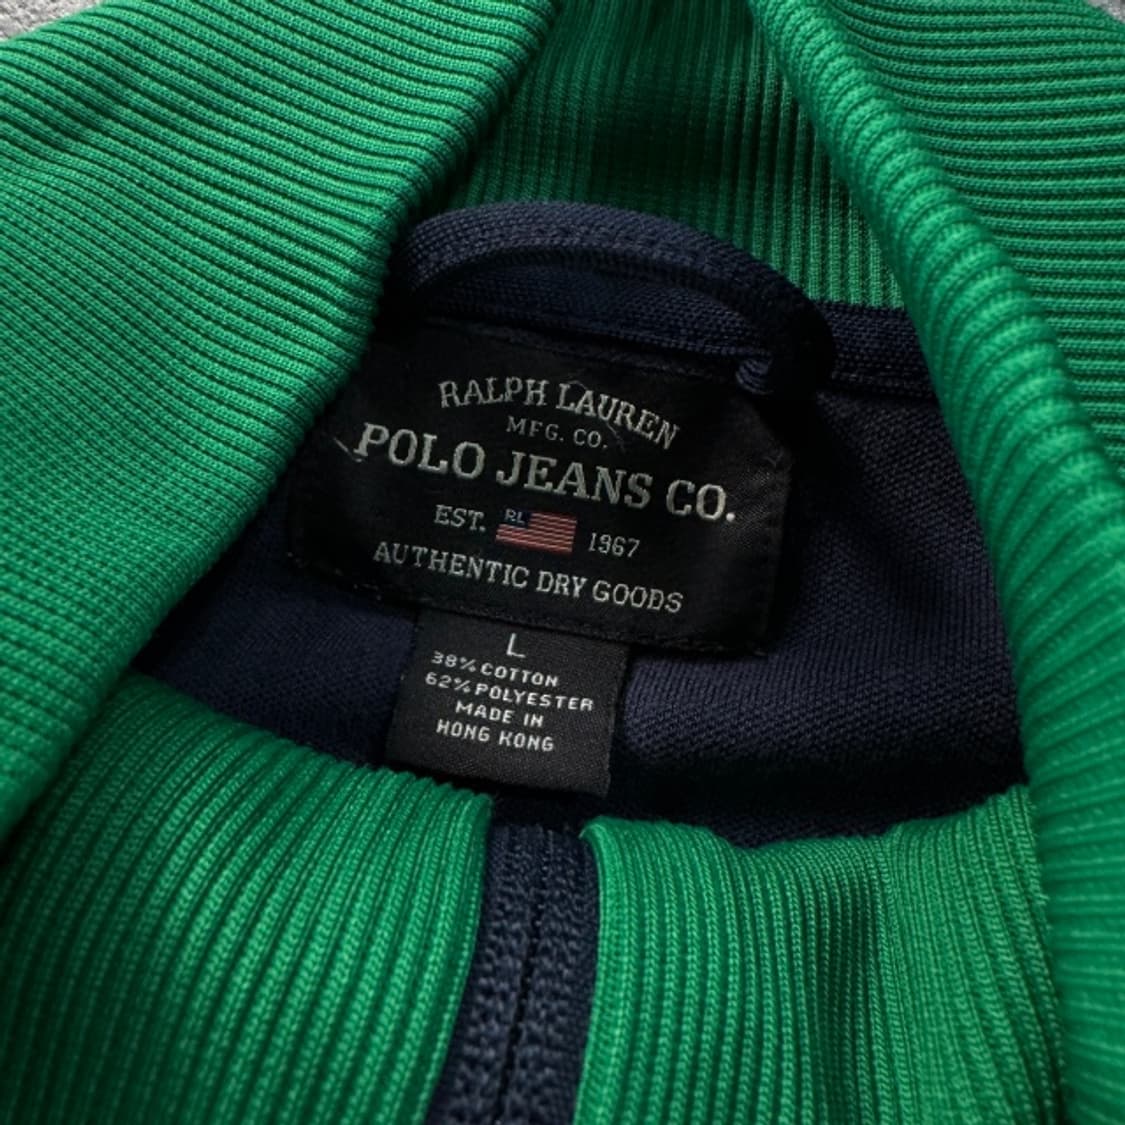 RALPH LAUREN
MFG. CO.
POLO JEANS CO.
EST. RL 1967
AUTHENTIC DRY GOODS
L
38% COTTON
62% POLYESTER
MADE IN
HONG KONG